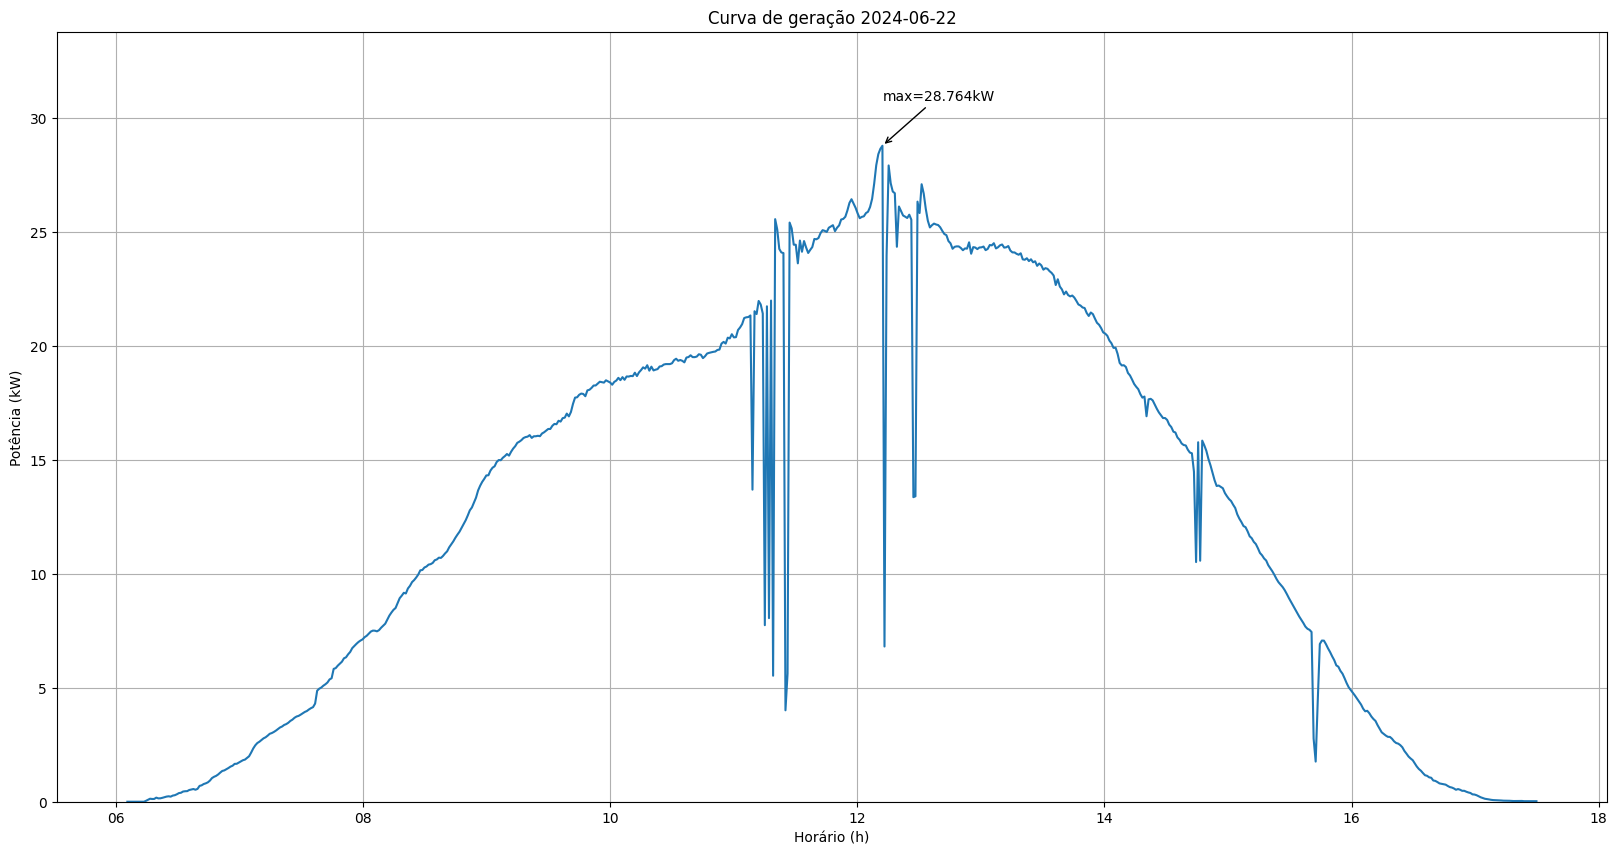 Curva de geração 2024-06-22
max=28.764kW
Potência (kW)
30
25
20
15
10
5
0
06 08 10 12 14 16 18
Horário (h)